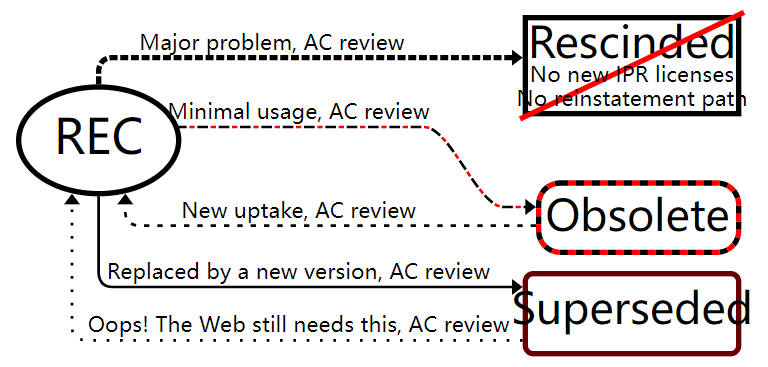 Major problem, AC review
Rescinded
No new IPR licenses
No reinstatement path
Minimal usage, AC review
REC
New uptake, AC review
Obsolete
Replaced by a new version, AC review
Superseded
Oops! The Web still needs this, AC review